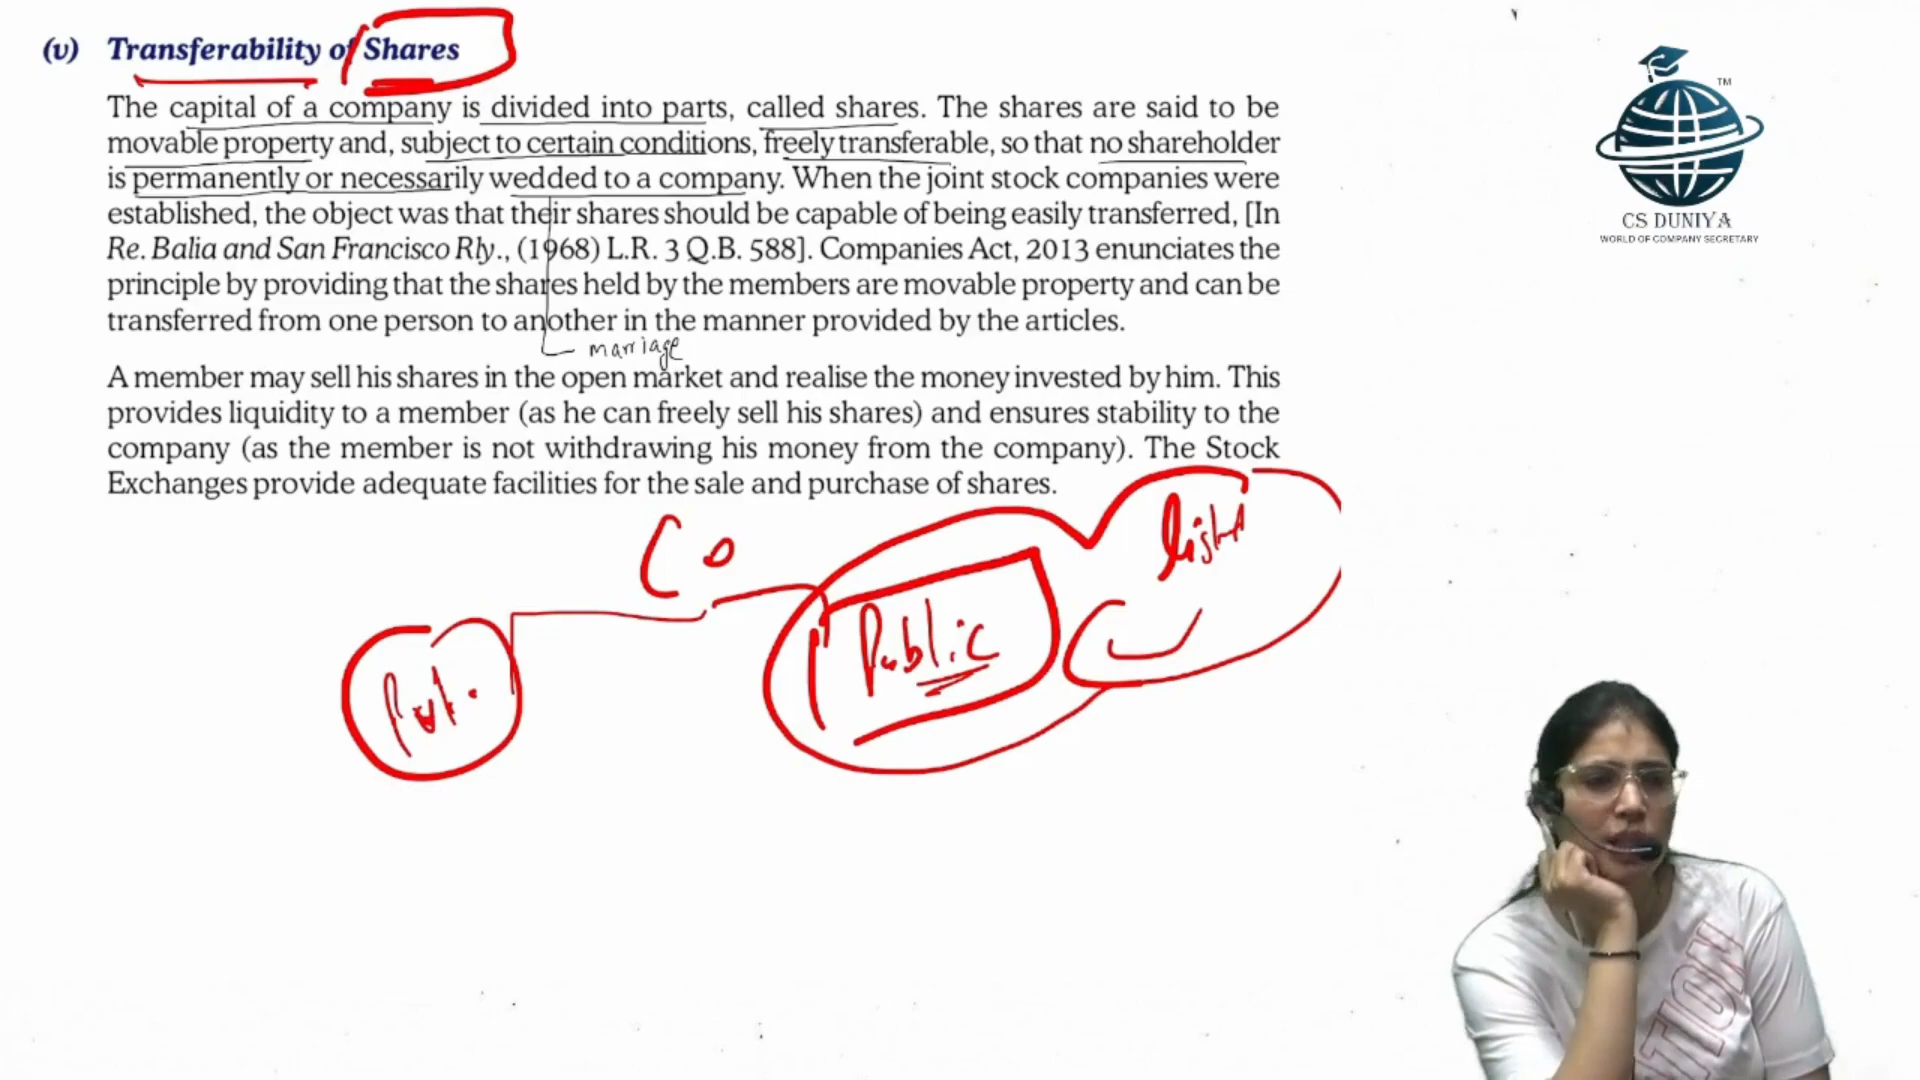 (v) Transferability of Shares
The capital of a company is divided into parts, called shares. The shares are said to be
movable property and, subject to certain conditions, freely transferable, so that no shareholder
is permanently or necessarily wedded to a company. When the joint stock companies were
established, the object was that their shares should be capable of being easily transferred, [In
Re. Balia and San Francisco Rly., (1968) L.R. 3 Q.B. 588]. Companies Act, 2013 enunciates the
principle by providing that the shares held by the members are movable property and can be
transferred from one person to another in the manner provided by the articles.
marriage
A member may sell his shares in the open market and realise the money invested by him. This
provides liquidity to a member (as he can freely sell his shares) and ensures stability to the
company (as the member is not withdrawing his money from the company). The Stock
Exchanges provide adequate facilities for the sale and purchase of shares.
Co
Public
TM
CS DUNIYA
WORLD OF COMPANY SECRETARY